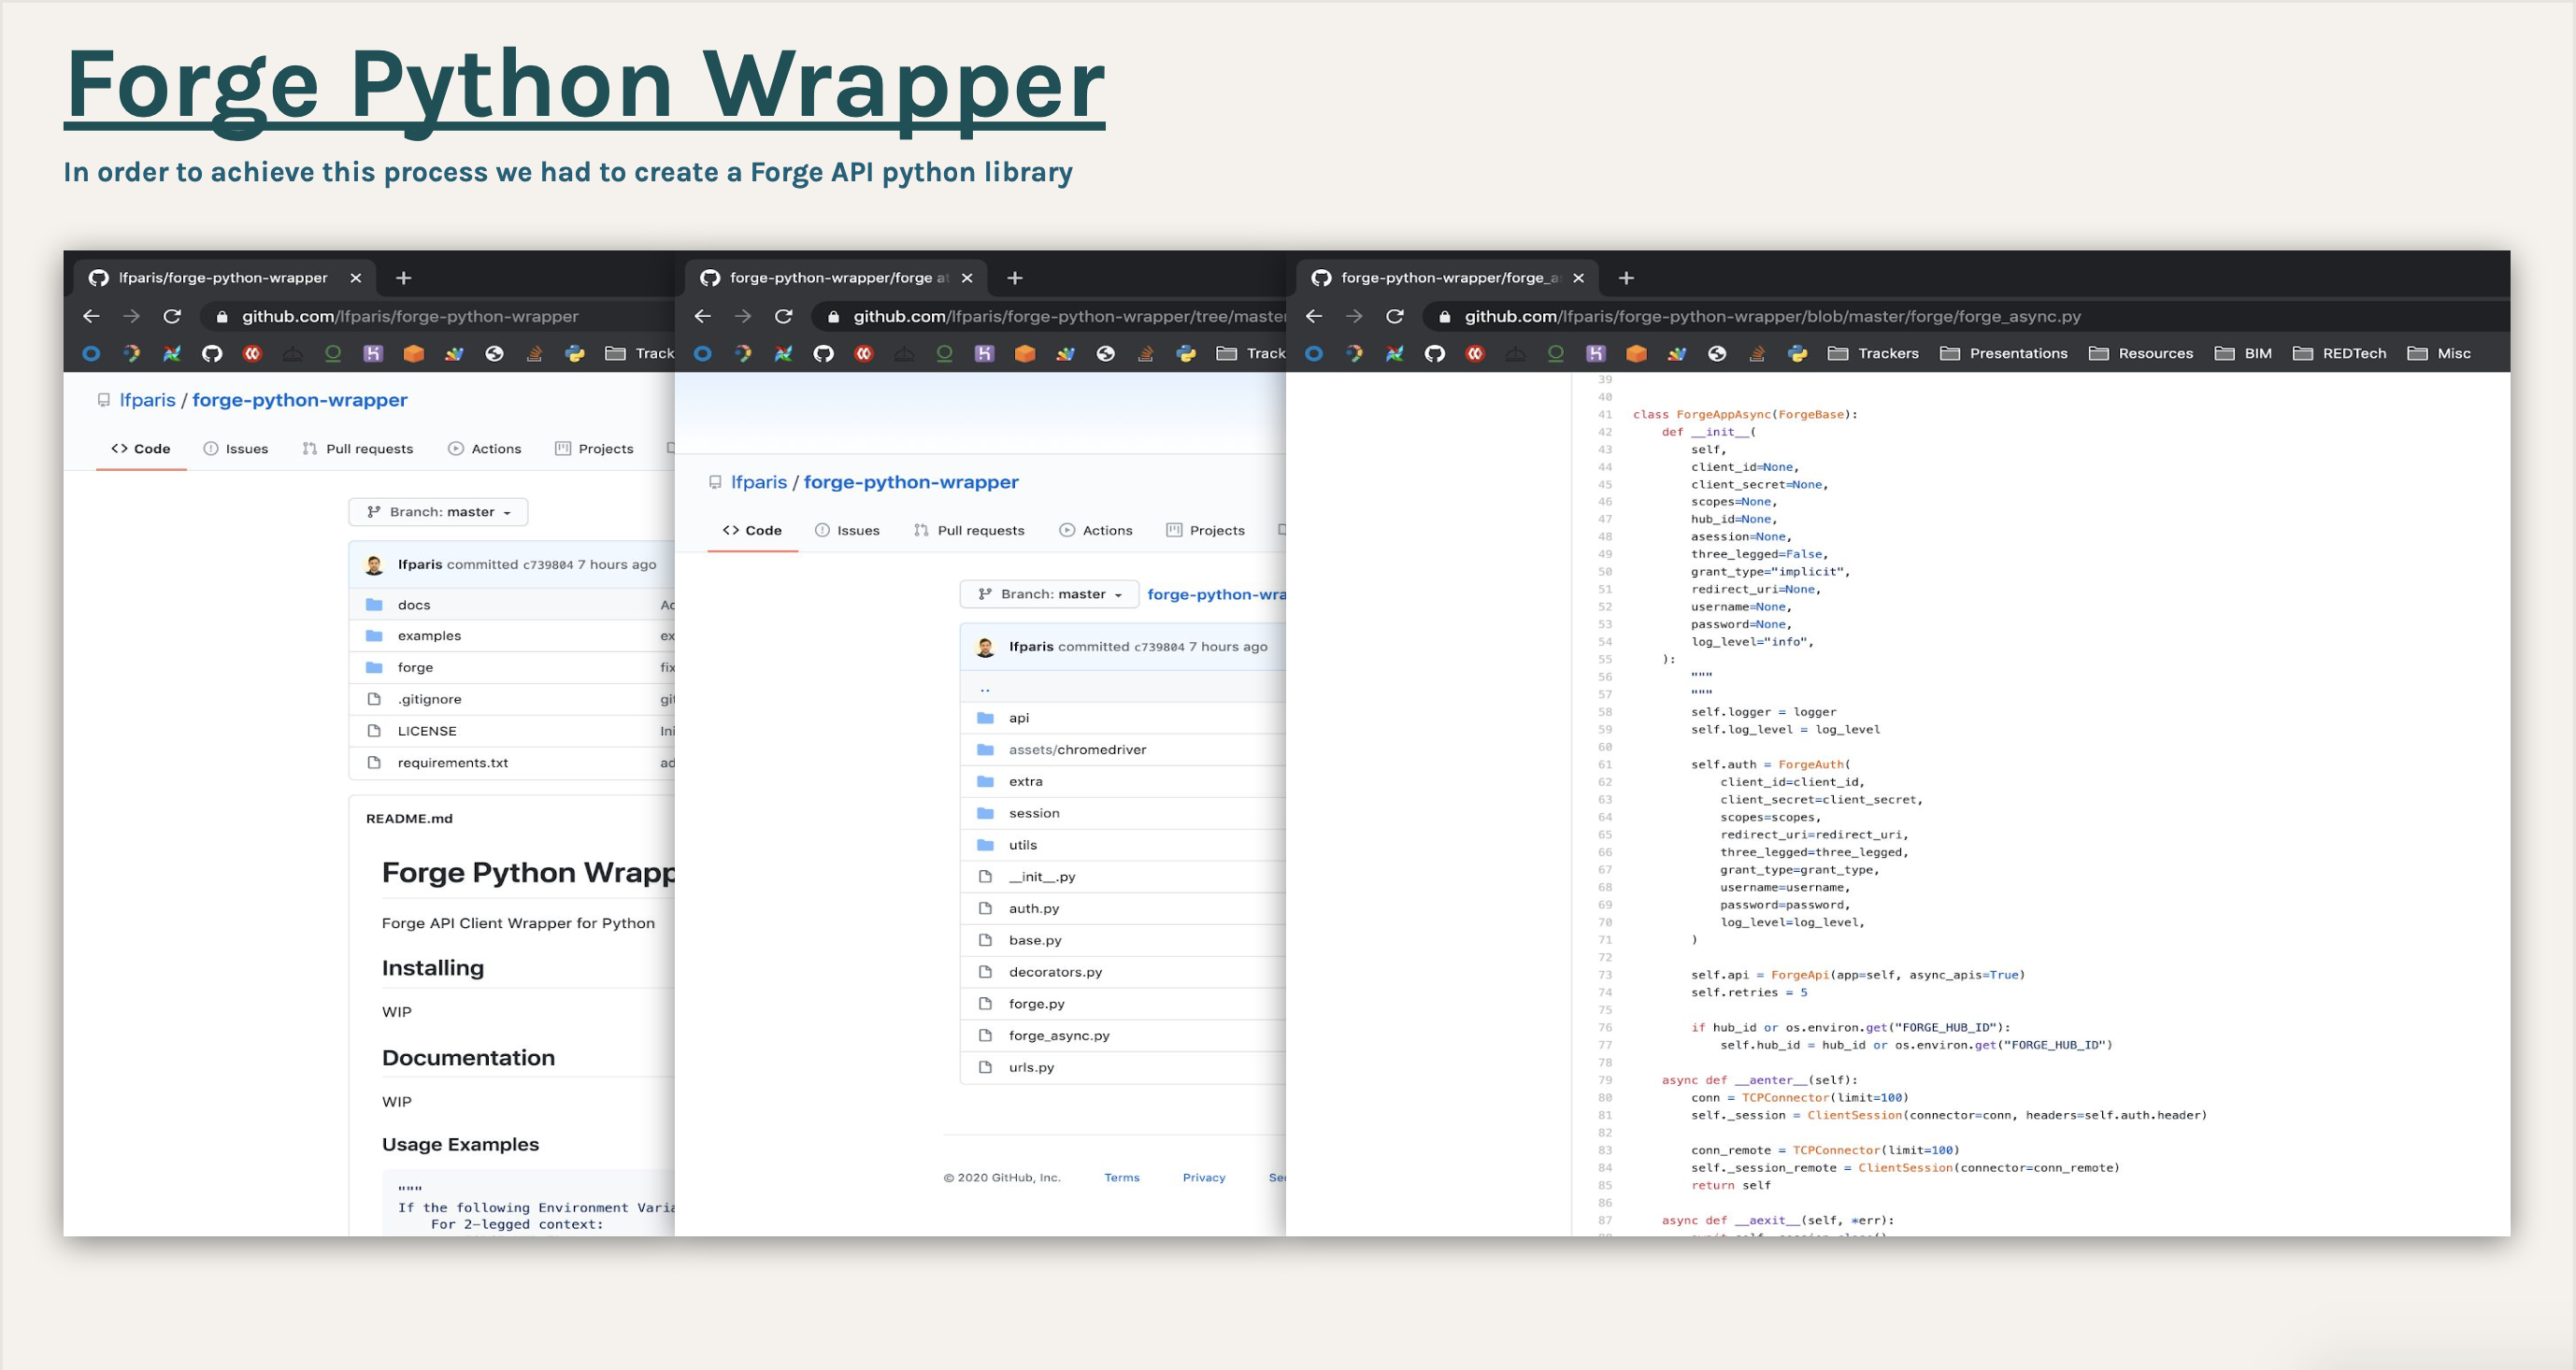 Forge Python Wrapper
In order to achieve this process we had to create a Forge API python library
lfparis/forge-python-wrapper
github.com/lfparis/forge-python-wrapper
Track
lfparis / forge-python-wrapper
Code Issues Pull requests Actions Projects
Branch: master
lfparis committed c739804 7 hours ago
docs
examples ex
forge fix
.gitignore git
LICENSE Ini
requirements.txt ad
README.md
Forge Python Wrapp
Forge API Client Wrapper for Python
Installing
WIP
Documentation
WIP
Usage Examples
"""
If the following Environment Varia
For 2-legged context:
forge-python-wrapper/forge at
github.com/lfparis/forge-python-wrapper/tree/master
Track
lfparis / forge-python-wrapper
Code Issues Pull requests Actions Projects
Branch: master forge-python-wra
lfparis committed c739804 7 hours ago
..
api
assets/chromedriver
extra
session
utils
__init__.py
auth.py
base.py
decorators.py
forge.py
forge_async.py
urls.py
© 2020 GitHub, Inc. Terms Privacy Sec
forge-python-wrapper/forge_a
github.com/lfparis/forge-python-wrapper/blob/master/forge/forge_async.py
Trackers Presentations Resources BIM REDTech Misc
39
40
41 class ForgeAppAsync(ForgeBase):
42 def __init__(
43 self,
44 client_id=None,
45 client_secret=None,
46 scopes=None,
47 hub_id=None,
48 asession=None,
49 three_legged=False,
50 grant_type="implicit",
51 redirect_uri=None,
52 username=None,
53 password=None,
54 log_level="info",
55 ):
56 """
57 """
58 self.logger = logger
59 self.log_level = log_level
60
61 self.auth = ForgeAuth(
62 client_id=client_id,
63 client_secret=client_secret,
64 scopes=scopes,
65 redirect_uri=redirect_uri,
66 three_legged=three_legged,
67 grant_type=grant_type,
68 username=username,
69 password=password,
70 log_level=log_level,
71 )
72
73 self.api = ForgeApi(app=self, async_apis=True)
74 self.retries = 5
75
76 if hub_id or os.environ.get("FORGE_HUB_ID"):
77 self.hub_id = hub_id or os.environ.get("FORGE_HUB_ID")
78
79 async def __aenter__(self):
80 conn = TCPConnector(limit=100)
81 self._session = ClientSession(connector=conn, headers=self.auth.header)
82
83 conn_remote = TCPConnector(limit=100)
84 self._session_remote = ClientSession(connector=conn_remote)
85 return self
86
87 async def __aexit__(self, *err):